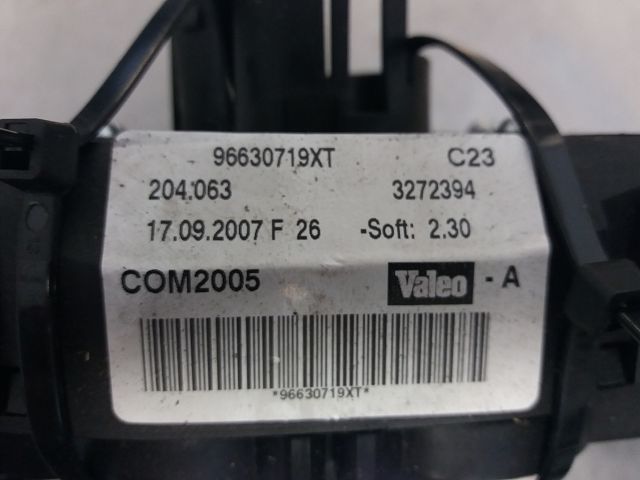 96630719XT C23
204.063 3272394
17.09.2007 F 26 -Soft: 2.30
COM2005 Valeo - A
*96630719XT*